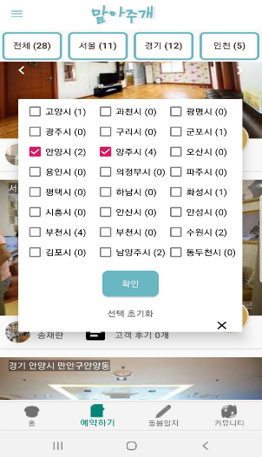 맡아주개
전체 (28) 서울 (11) 경기 (12) 인천 (5)
고양시 (1) 과천시 (0) 광명시 (0)
광주시 (0) 구리시 (0) 군포시 (1)
안양시 (2) 양주시 (4) 오산시 (0)
용인시 (0) 의정부시 (0) 파주시 (0)
평택시 (0) 하남시 (0) 화성시 (1)
시흥시 (0) 안산시 (0) 안성시 (0)
부천시 (4) 부천시 (0) 수원시 (2)
김포시 (0) 남양주시 (2) 동두천시 (0)
확인
선택 초기화
송채란 고객 후기 0개
경기 안양시 만안구안양동
홈 예약하기 돌봄일지 커뮤니티